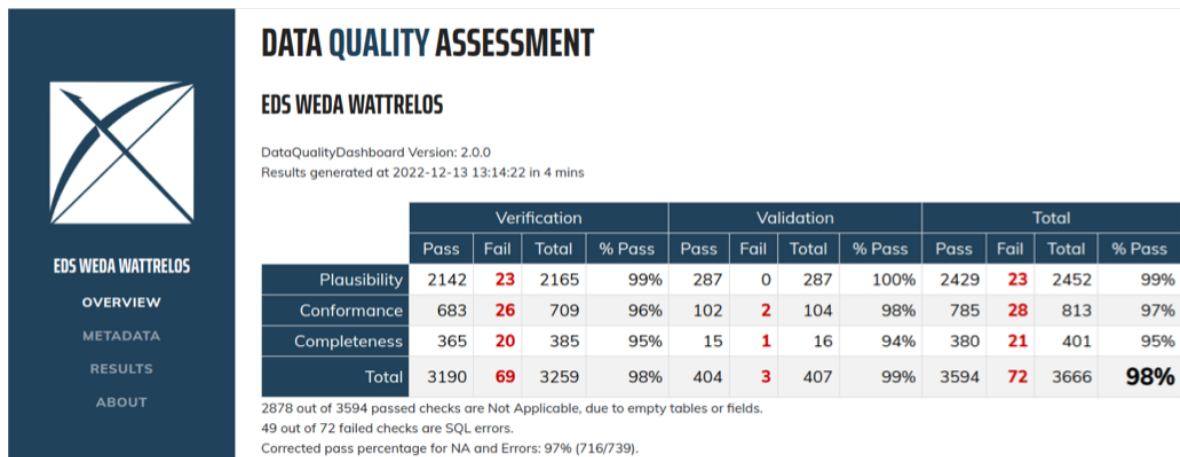 DATA QUALITY ASSESSMENT
EDS WEDA WATTRELOS
DataQualityDashboard Version: 2.0.0
Results generated at 2022-12-13 13:14:22 in 4 mins
EDS WEDA WATTRELOS
OVERVIEW
METADATA
RESULTS
ABOUT
Verification Validation Total
Pass Fail Total % Pass Pass Fail Total % Pass Pass Fail Total % Pass
Plausibility 2142 23 2165 99% 287 0 287 100% 2429 23 2452 99%
Conformance 683 26 709 96% 102 2 104 98% 785 28 813 97%
Completeness 365 20 385 95% 15 1 16 94% 380 21 401 95%
Total 3190 69 3259 98% 404 3 407 99% 3594 72 3666 98%
2878 out of 3594 passed checks are Not Applicable, due to empty tables or fields.
49 out of 72 failed checks are SQL errors.
Corrected pass percentage for NA and Errors: 97% (716/739).